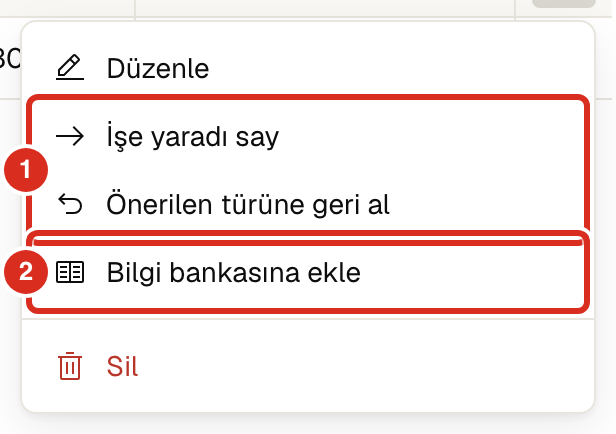 Düzenle
İşe yaradı say
1
Önerilen türüne geri al
2
Bilgi bankasına ekle
Sil